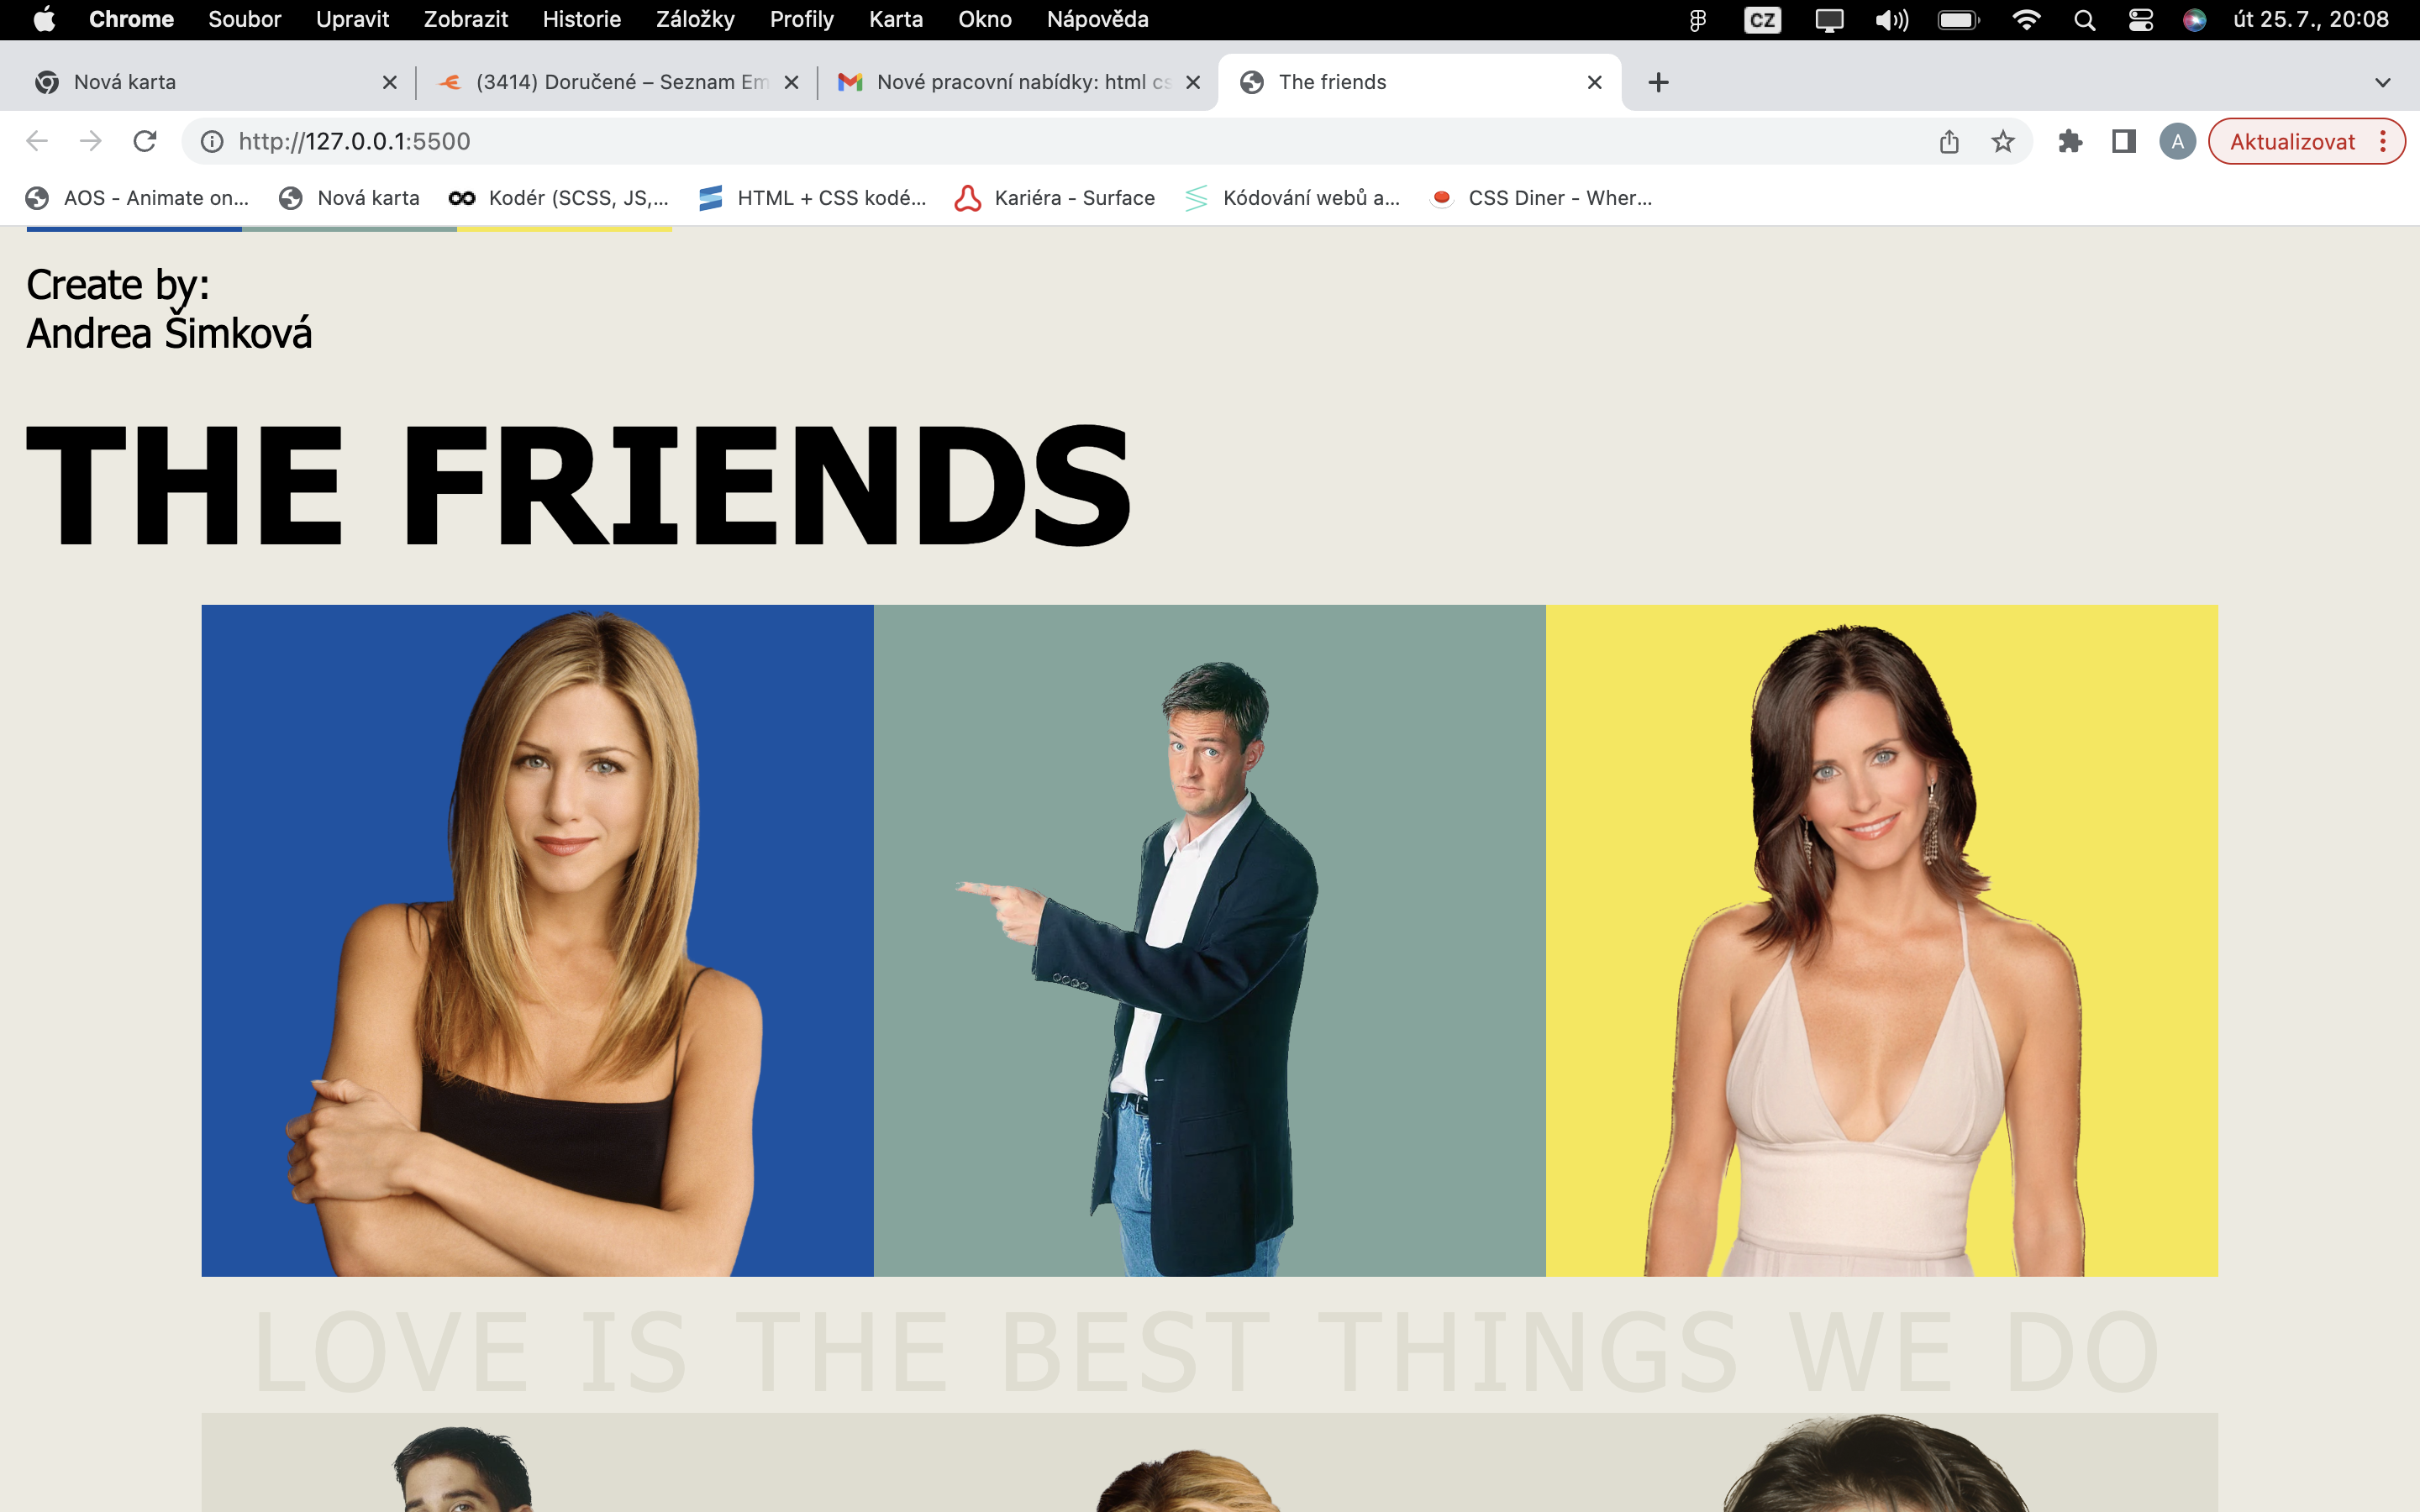 Chrome Soubor Upravit Zobrazit Historie Záložky Profily Karta Okno Nápověda CZ út 25.7., 20:08
Nová karta (3414) Doručené – Seznam Em Nové pracovní nabídky: html cs The friends
http://127.0.0.1:5500 A Aktualizovat
AOS - Animate on... Nová karta Kodér (SCSS, JS,... HTML + CSS kodé... Kariéra - Surface Kódování webů a... CSS Diner - Wher...
Create by:
Andrea Šimková
THE FRIENDS
LOVE IS THE BEST THINGS WE DO